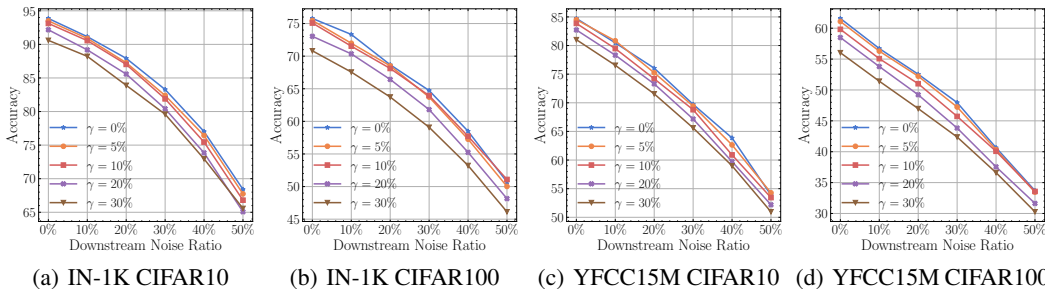 Accuracy
95
90
85
80
75
70
65
γ = 0%
γ = 5%
γ = 10%
γ = 20%
γ = 30%
0% 10% 20% 30% 40% 50%
Downstream Noise Ratio
(a) IN-1K CIFAR10
Accuracy
75
70
65
60
55
50
45
γ = 0%
γ = 5%
γ = 10%
γ = 20%
γ = 30%
0% 10% 20% 30% 40% 50%
Downstream Noise Ratio
(b) IN-1K CIFAR100
Accuracy
85
80
75
70
65
60
55
50
γ = 0%
γ = 5%
γ = 10%
γ = 20%
γ = 30%
0% 10% 20% 30% 40% 50%
Downstream Noise Ratio
(c) YFCC15M CIFAR10
Accuracy
60
55
50
45
40
35
30
γ = 0%
γ = 5%
γ = 10%
γ = 20%
γ = 30%
0% 10% 20% 30% 40% 50%
Downstream Noise Ratio
(d) YFCC15M CIFAR100